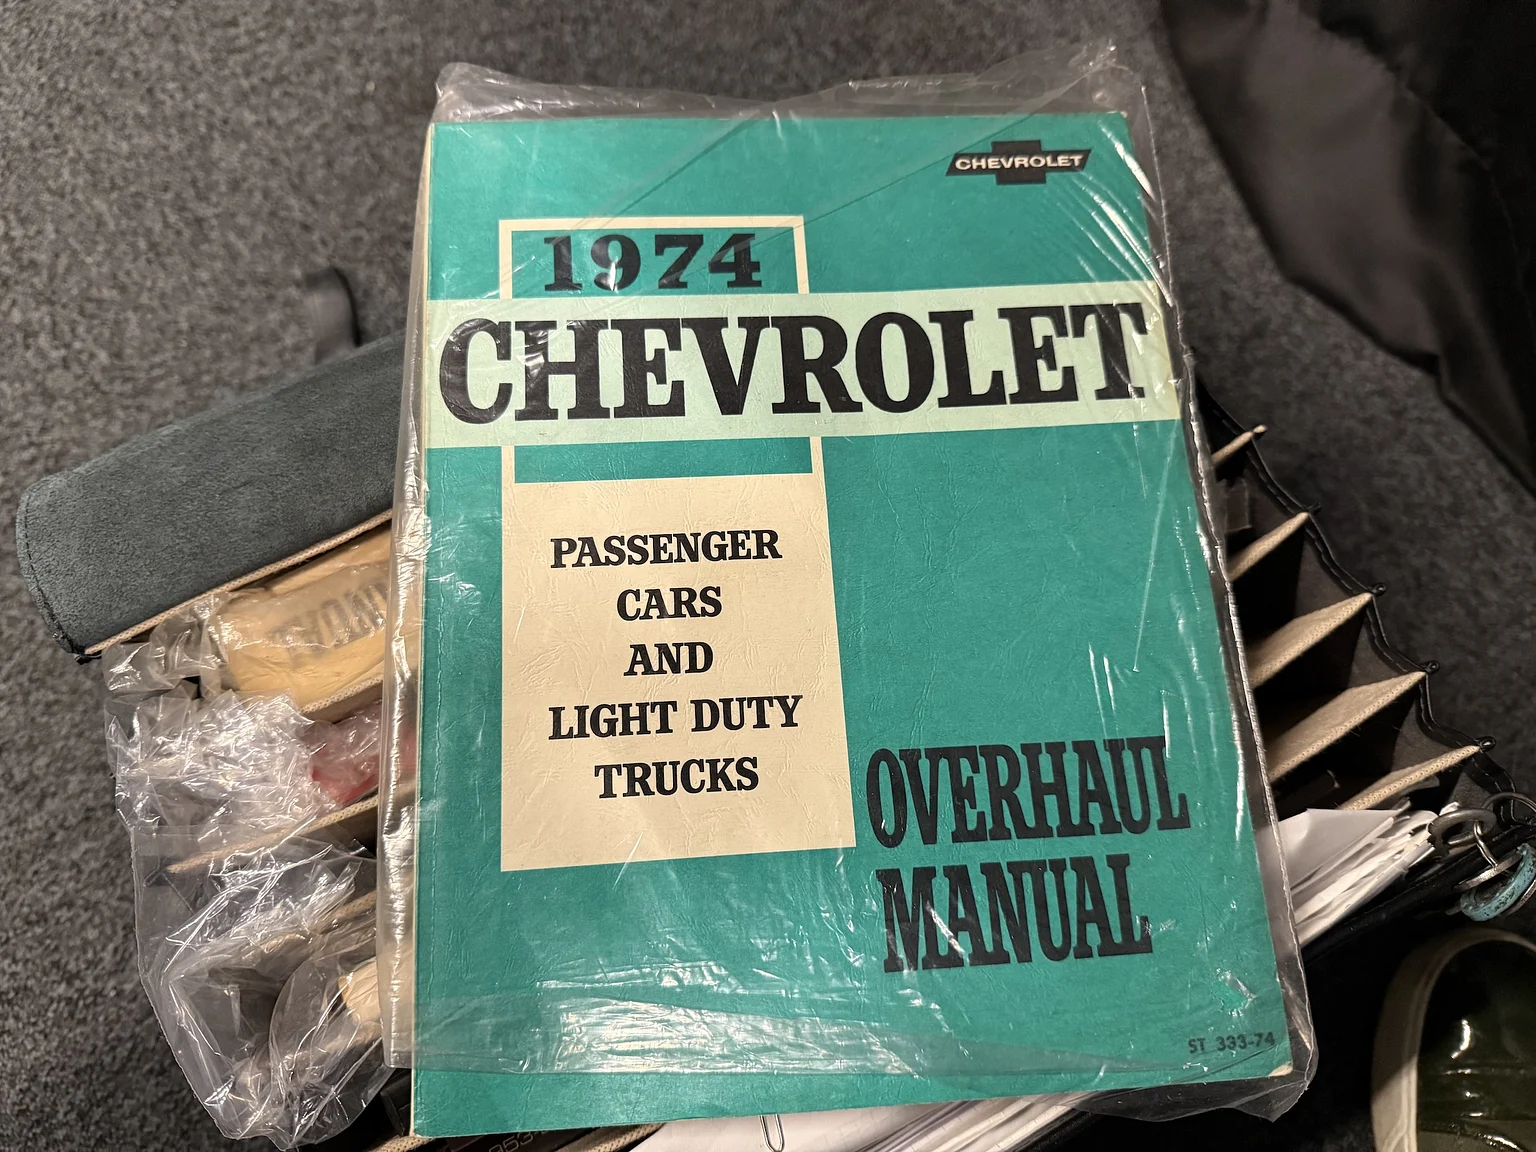 CHEVROLET
1974
CHEVROLET
PASSENGER
CARS
AND
LIGHT DUTY
TRUCKS
OVERHAUL
MANUAL
ST 333-74